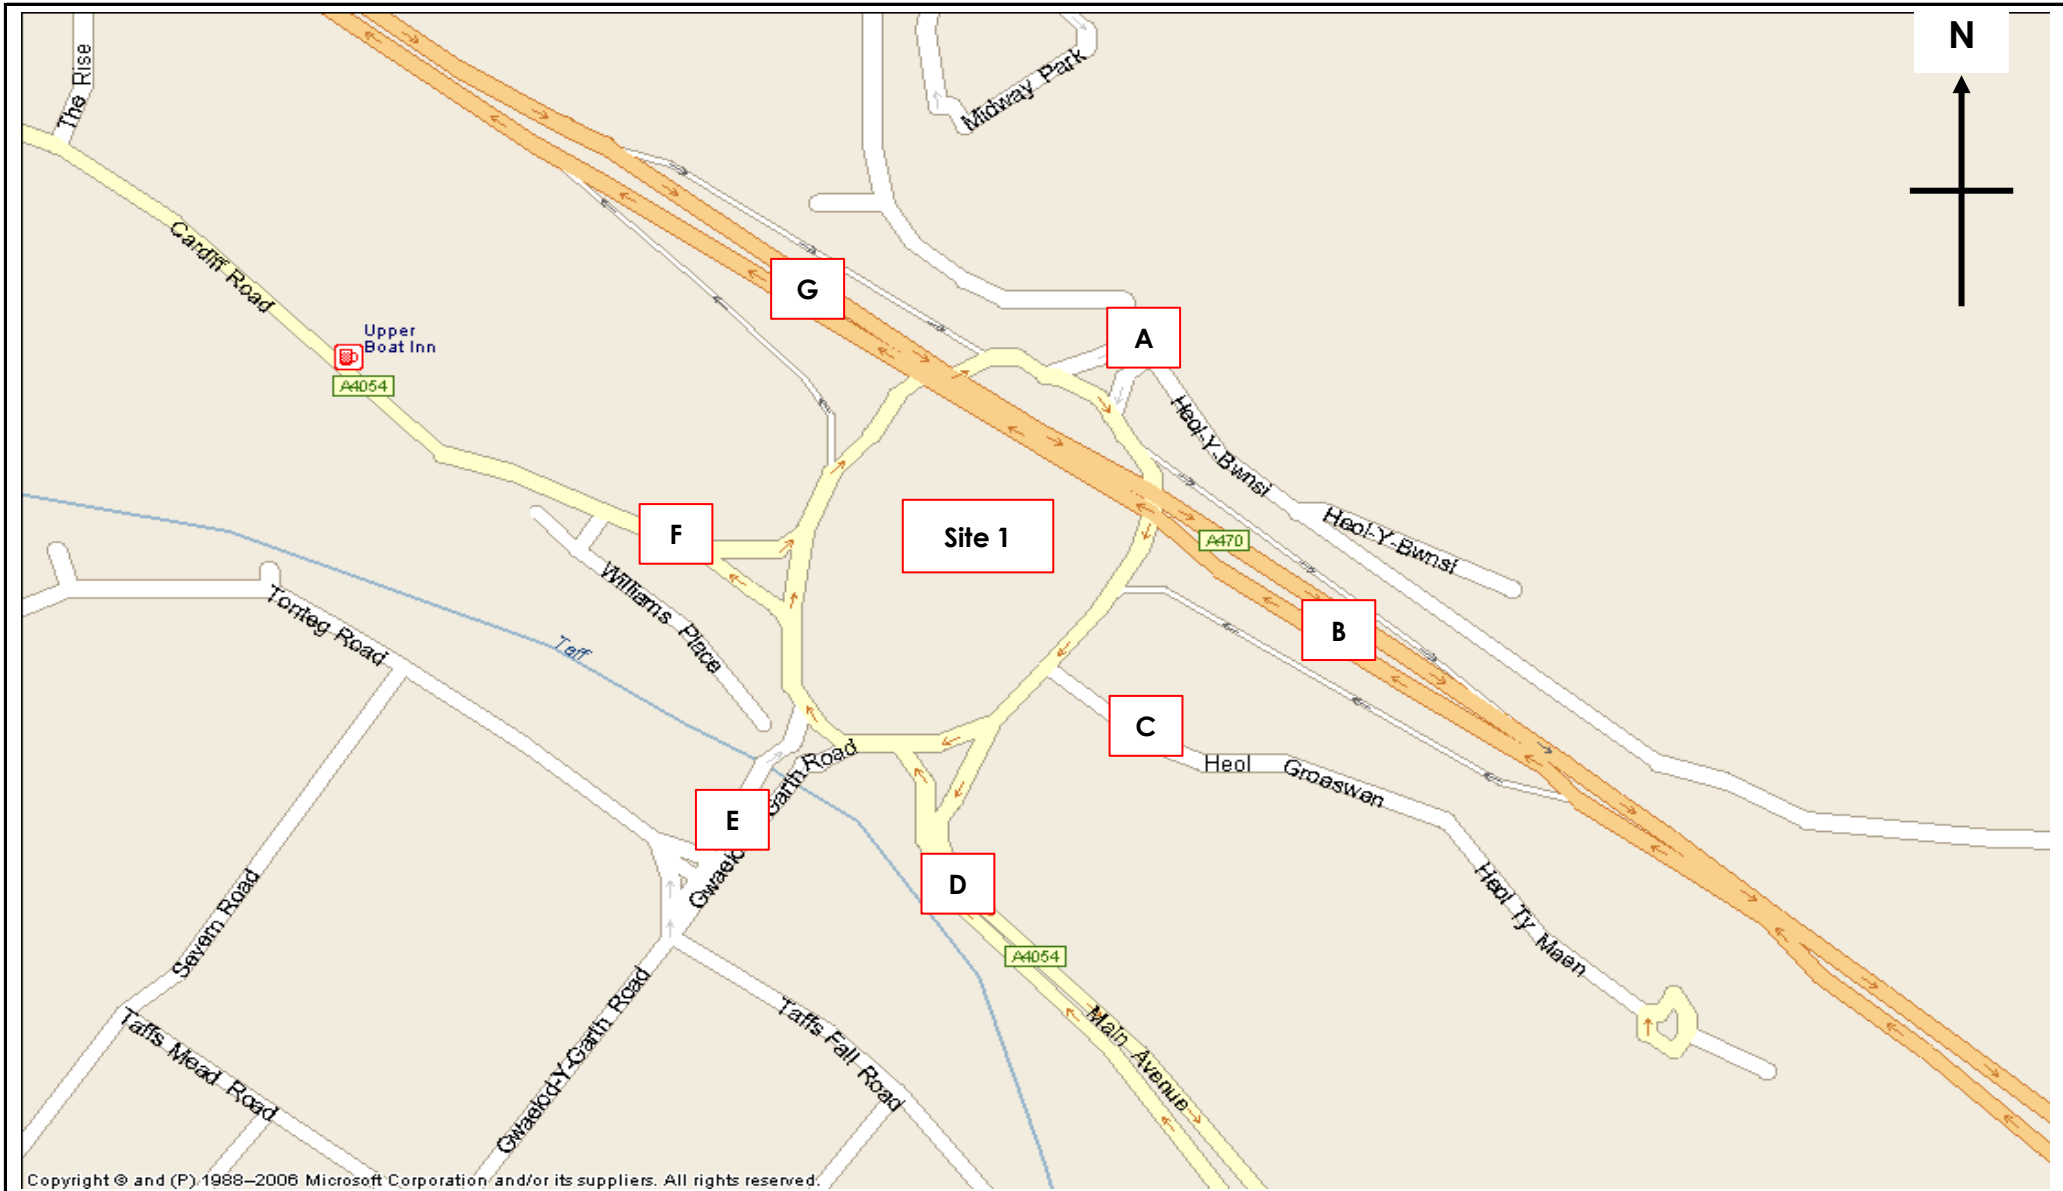 N
The Rise
Midway Park
Cardiff Road
G
Upper
Boat Inn
A
A4054
Heol-Y-Bwnsi
Heol-Y-Bwnsi
F
Site 1
A470
Williams Place
Tonteg Road
B
Taff
C
Garth Road
Heol Groeswen
E
Gwaelod
D
Severn Road
Heol Ty Maen
A4054
Gwaelod-Y-Garth Road
Taffs Fall Road
Main Avenue
Taffs Mead Road
Copyright © and (P) 1988–2006 Microsoft Corporation and/or its suppliers. All rights reserved.